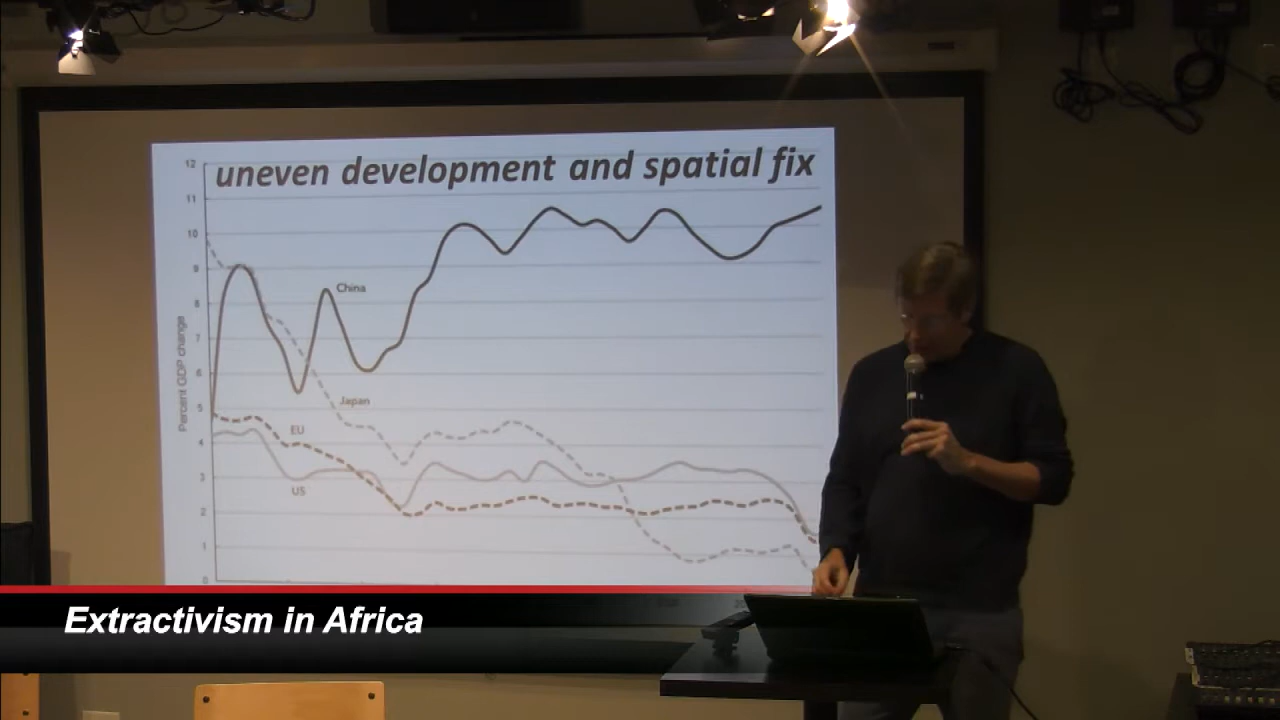 uneven development and spatial fix
12
11
10
9
8
7
6
5
4
3
2
1
0
Percent GDP change
China
Japan
EU
US
Extractivism in Africa